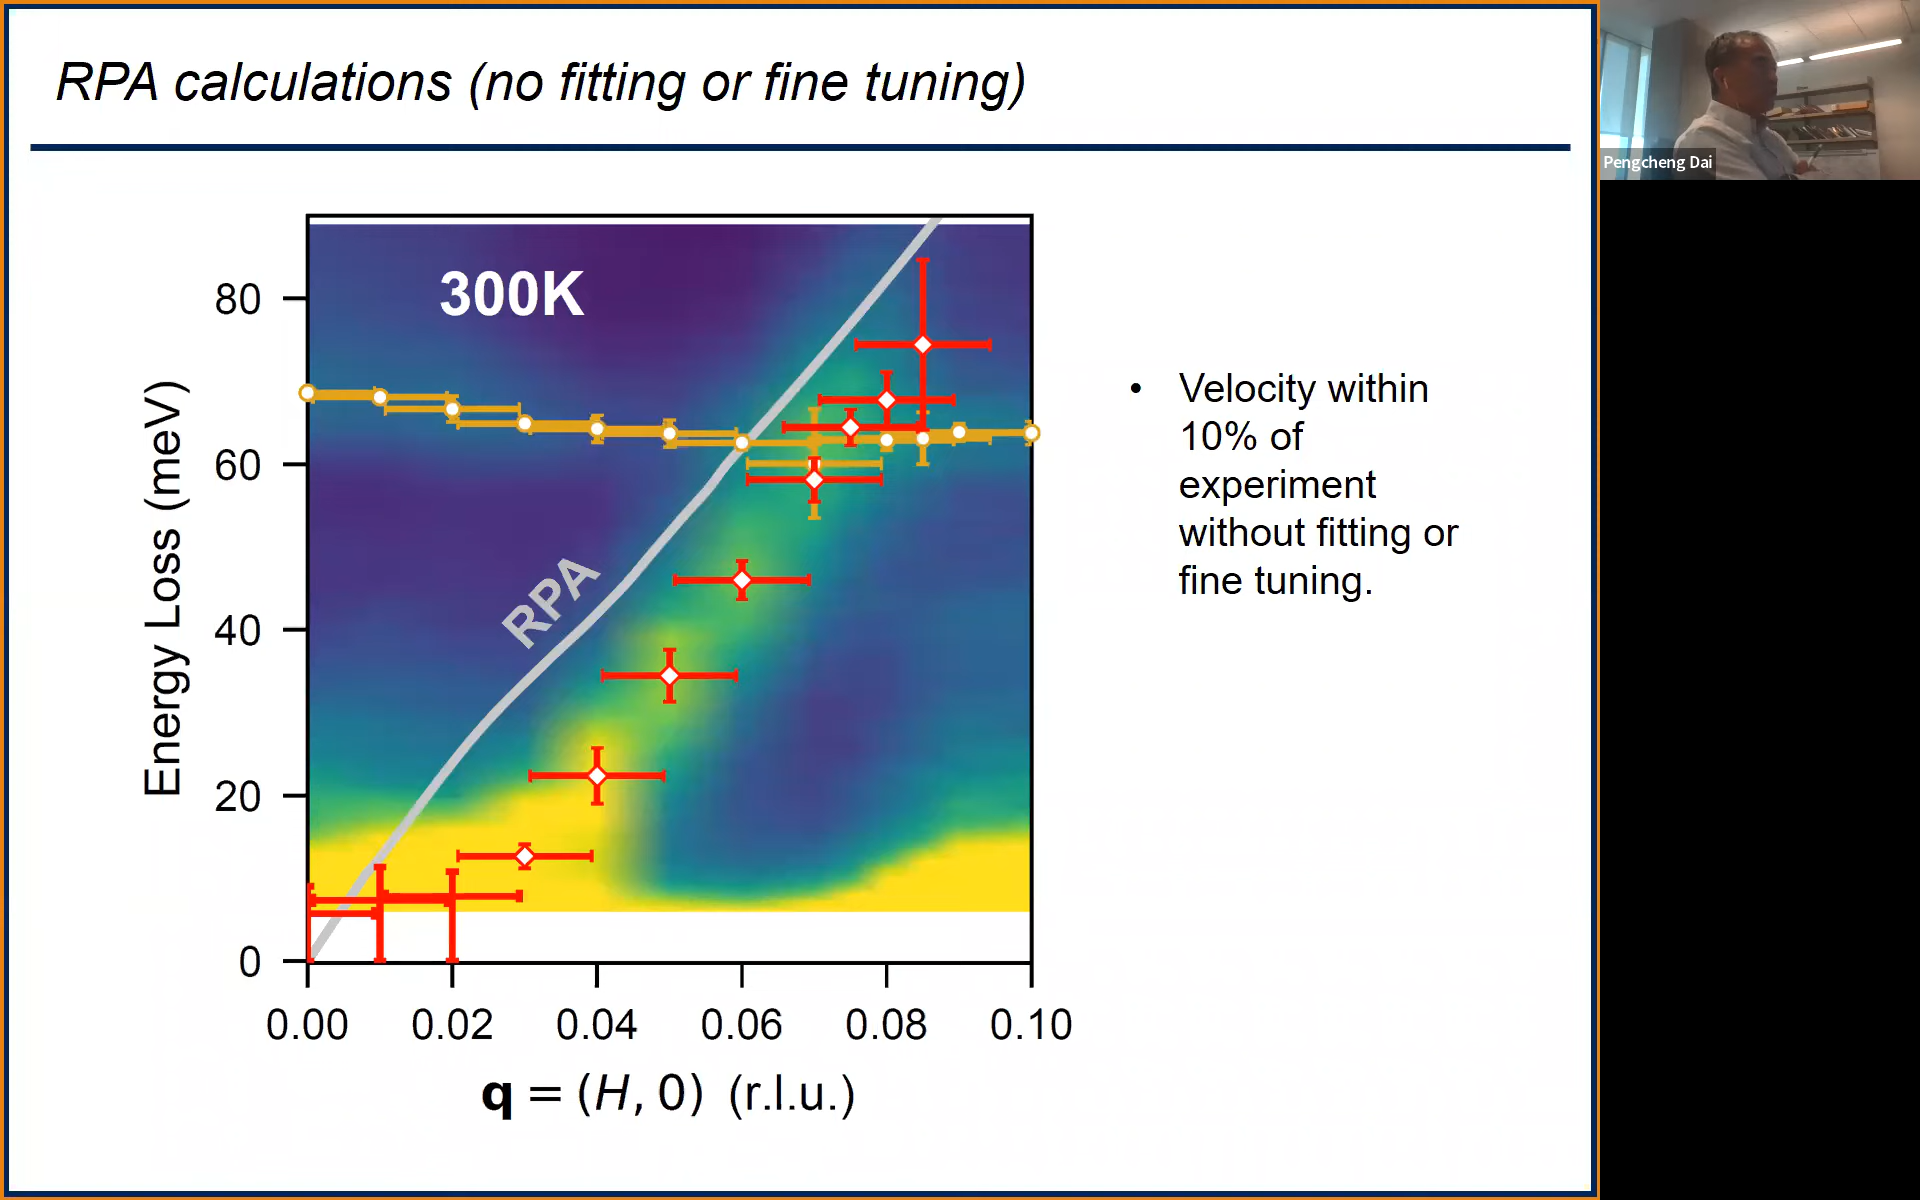 RPA calculations (no fitting or fine tuning)
Pengcheng Dai
300K
RPA
Energy Loss (meV)
80
60
40
20
0
0.00 0.02 0.04 0.06 0.08 0.10
q = (H, 0) (r.l.u.)
• Velocity within
10% of
experiment
without fitting or
fine tuning.